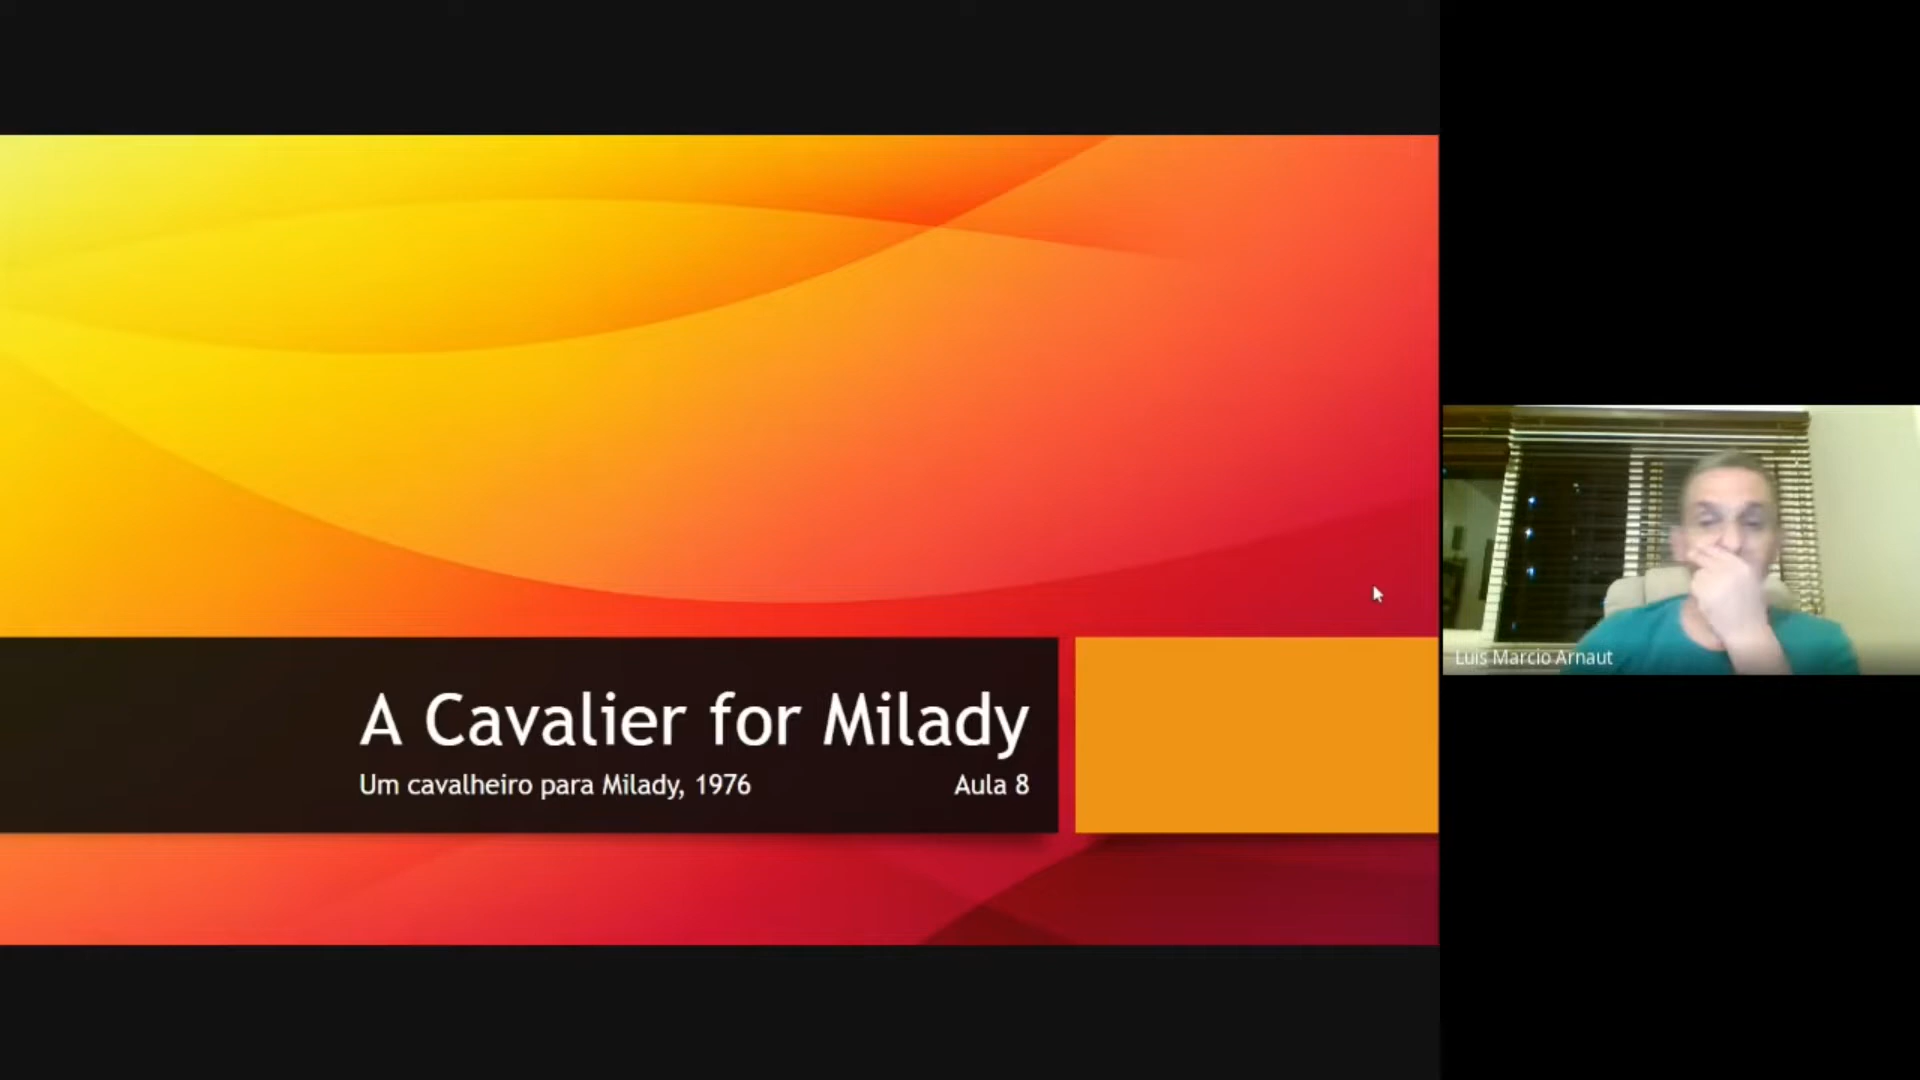 A Cavalier for Milady
Um cavalheiro para Milady, 1976 Aula 8
Luis Marcio Arnaut